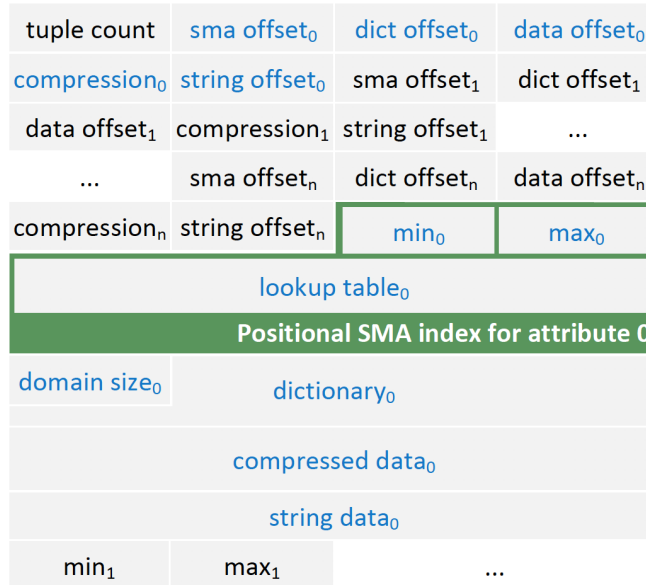 tuple count sma offset₀ dict offset₀ data offset₀
compression₀ string offset₀ sma offset₁ dict offset₁
data offset₁ compression₁ string offset₁ ...
... sma offsetₙ dict offsetₙ data offsetₙ
compressionₙ string offsetₙ min₀ max₀
lookup table₀
Positional SMA index for attribute 0
domain size₀ dictionary₀
compressed data₀
string data₀
min₁ max₁ ...